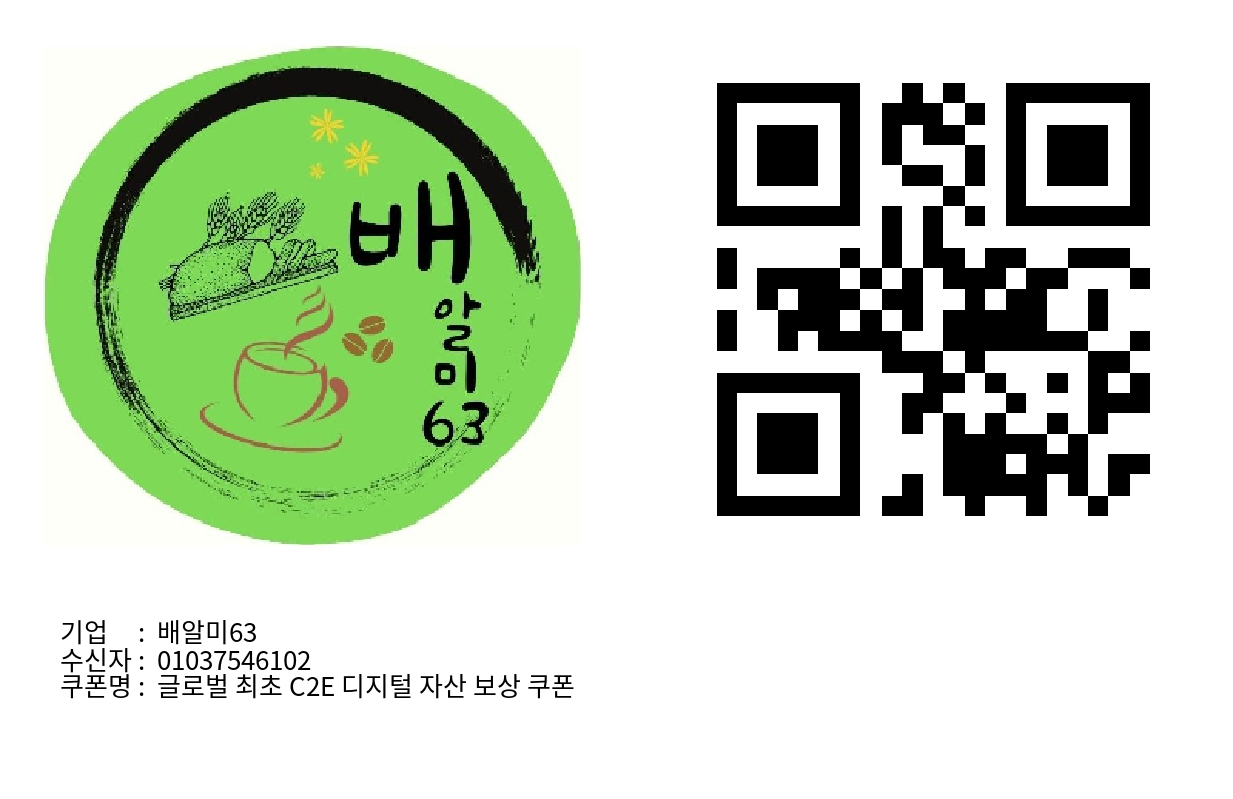 배
알
미
63
기업 : 배알미63
수신자 : 01037546102
쿠폰명 : 글로벌 최초 C2E 디지털 자산 보상 쿠폰